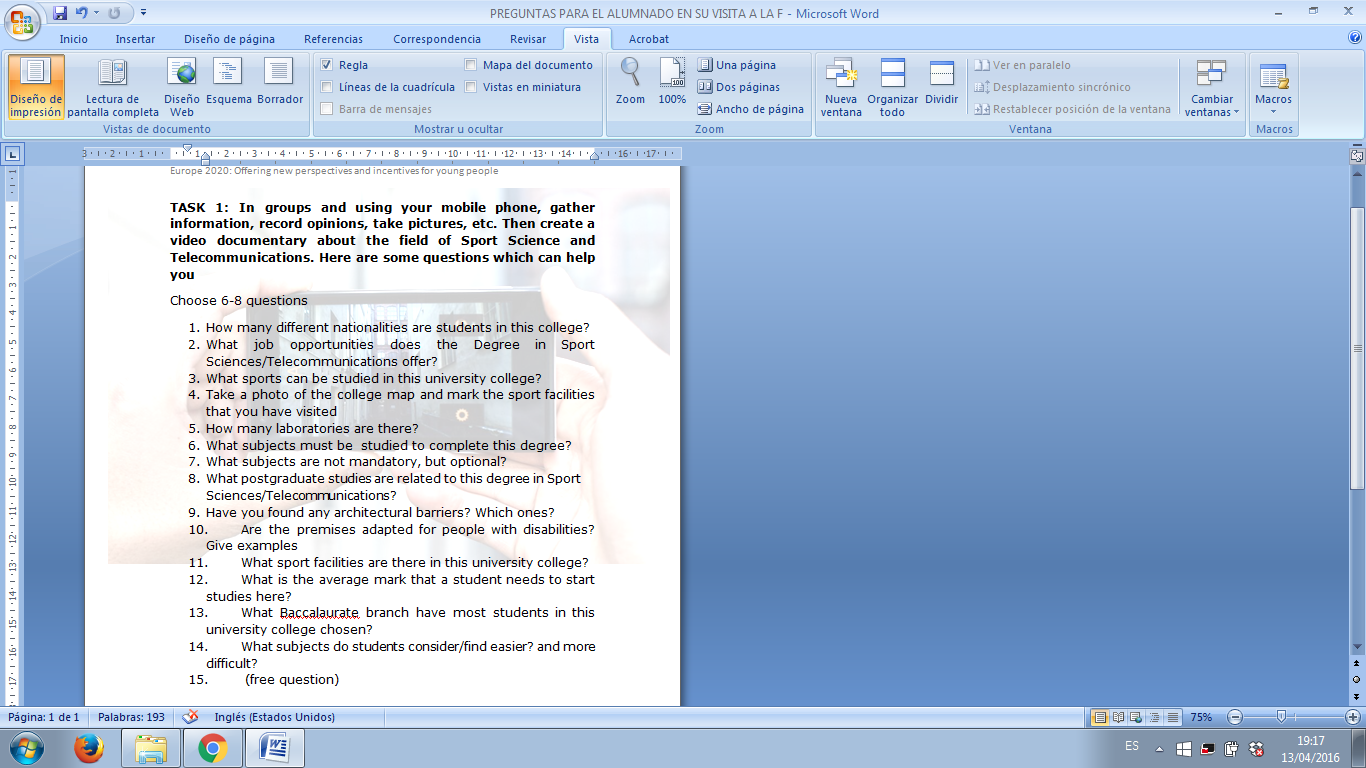 PREGUNTAS PARA EL ALUMNADO EN SU VISITA A LA F - Microsoft Word
Inicio Insertar Diseño de página Referencias Correspondencia Revisar Vista Acrobat
Diseño de impresión
Lectura de pantalla completa
Diseño Web
Esquema
Borrador
Vistas de documento
Regla
Líneas de la cuadrícula
Barra de mensajes
Mapa del documento
Vistas en miniatura
Mostrar u ocultar
Zoom
100%
Una página
Dos páginas
Ancho de página
Zoom
Nueva ventana
Organizar todo
Dividir
Ver en paralelo
Desplazamiento sincrónico
Restablecer posición de la ventana
Ventana
Cambiar ventanas
Macros
Macros
Europe 2020: Offering new perspectives and incentives for young people
TASK 1: In groups and using your mobile phone, gather
information, record opinions, take pictures, etc. Then create a
video documentary about the field of Sport Science and
Telecommunications. Here are some questions which can help
you
Choose 6-8 questions
1. How many different nationalities are students in this college?
2. What job opportunities does the Degree in Sport
Sciences/Telecommunications offer?
3. What sports can be studied in this university college?
4. Take a photo of the college map and mark the sport facilities
that you have visited
5. How many laboratories are there?
6. What subjects must be  studied to complete this degree?
7. What subjects are not mandatory, but optional?
8. What postgraduate studies are related to this degree in Sport
Sciences/Telecommunications?
9. Have you found any architectural barriers? Which ones?
10. Are the premises adapted for people with disabilities?
Give examples
11. What sport facilities are there in this university college?
12. What is the average mark that a student needs to start
studies here?
13. What Baccalaurate branch have most students in this
university college chosen?
14. What subjects do students consider/find easier? and more
difficult?
15. (free question)
Página: 1 de 1 Palabras: 193 Inglés (Estados Unidos) 75%
ES 19:17
13/04/2016